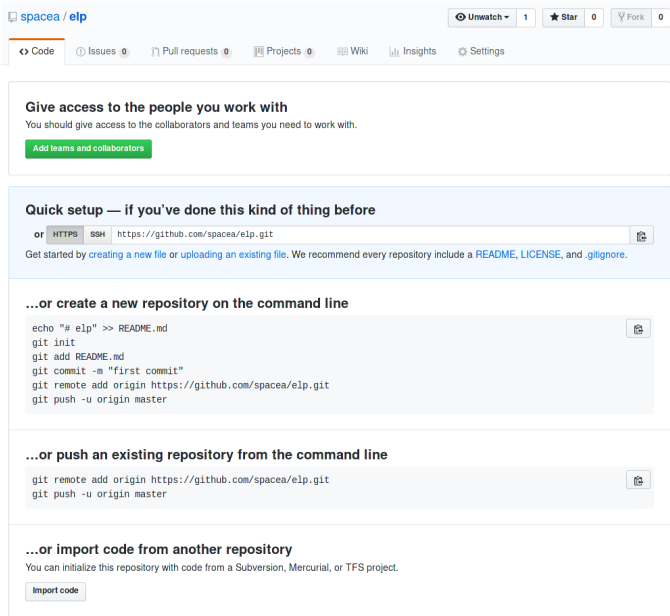 spacea / elp
Unwatch 1 Star 0 Fork 0
Code Issues 0 Pull requests 0 Projects 0 Wiki Insights Settings
Give access to the people you work with
You should give access to the collaborators and teams you need to work with.
Add teams and collaborators
Quick setup — if you've done this kind of thing before
or HTTPS SSH https://github.com/spacea/elp.git
Get started by creating a new file or uploading an existing file. We recommend every repository include a README, LICENSE, and .gitignore.
…or create a new repository on the command line
echo "# elp" >> README.md
git init
git add README.md
git commit -m "first commit"
git remote add origin https://github.com/spacea/elp.git
git push -u origin master
…or push an existing repository from the command line
git remote add origin https://github.com/spacea/elp.git
git push -u origin master
…or import code from another repository
You can initialize this repository with code from a Subversion, Mercurial, or TFS project.
Import code